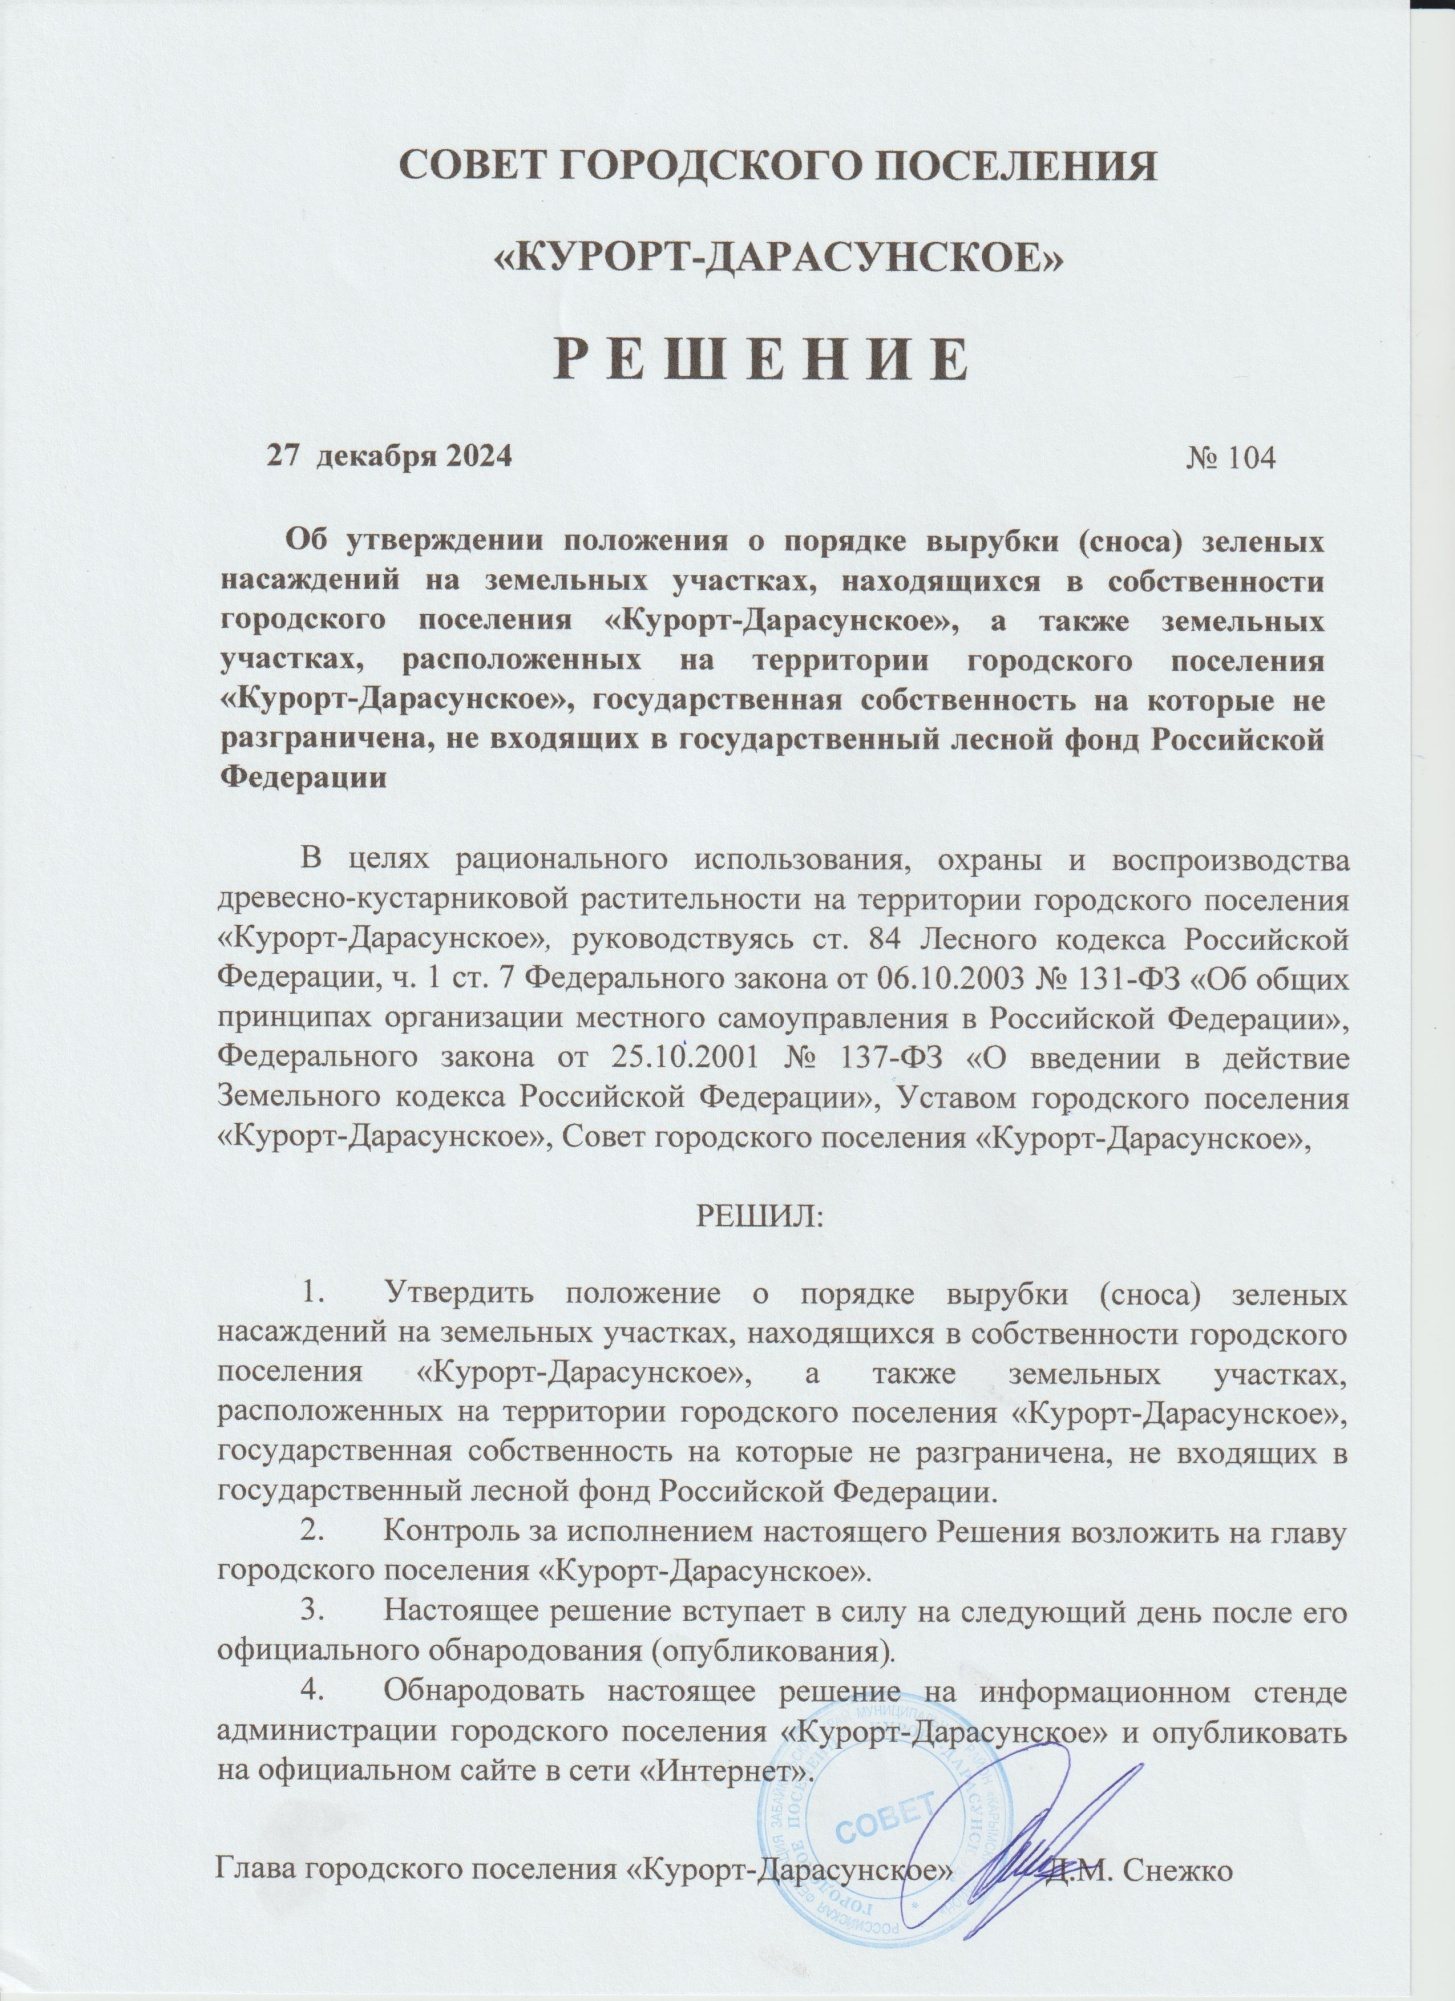 СОВЕТ ГОРОДСКОГО ПОСЕЛЕНИЯ
«КУРОРТ-ДАРАСУНСКОЕ»
Р Е Ш Е Н И Е
27 декабря 2024 № 104
Об утверждении положения о порядке вырубки (сноса) зеленых
насаждений на земельных участках, находящихся в собственности
городского поселения «Курорт-Дарасунское», а также земельных
участках, расположенных на территории городского поселения
«Курорт-Дарасунское», государственная собственность на которые не
разграничена, не входящих в государственный лесной фонд Российской
Федерации
В целях рационального использования, охраны и воспроизводства
древесно-кустарниковой растительности на территории городского поселения
«Курорт-Дарасунское», руководствуясь ст. 84 Лесного кодекса Российской
Федерации, ч. 1 ст. 7 Федерального закона от 06.10.2003 № 131-ФЗ «Об общих
принципах организации местного самоуправления в Российской Федерации»,
Федерального закона от 25.10.2001 № 137-ФЗ «О введении в действие
Земельного кодекса Российской Федерации», Уставом городского поселения
«Курорт-Дарасунское», Совет городского поселения «Курорт-Дарасунское»,
РЕШИЛ:
1. Утвердить положение о порядке вырубки (сноса) зеленых
насаждений на земельных участках, находящихся в собственности городского
поселения «Курорт-Дарасунское», а также земельных участках,
расположенных на территории городского поселения «Курорт-Дарасунское»,
государственная собственность на которые не разграничена, не входящих в
государственный лесной фонд Российской Федерации.
2. Контроль за исполнением настоящего Решения возложить на главу
городского поселения «Курорт-Дарасунское».
3. Настоящее решение вступает в силу на следующий день после его
официального обнародования (опубликования).
4. Обнародовать настоящее решение на информационном стенде
администрации городского поселения «Курорт-Дарасунское» и опубликовать
на официальном сайте в сети «Интернет».
СОВЕТ
Глава городского поселения «Курорт-Дарасунское» Д.М. Снежко